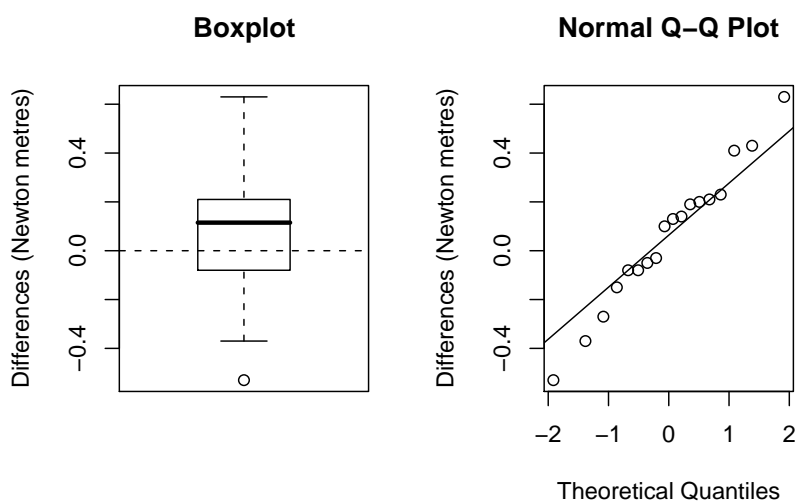 Boxplot
Differences (Newton metres)
0.4
0.0
−0.4
Normal Q−Q Plot
Differences (Newton metres)
0.4
0.0
−0.4
−2 −1 0 1 2
Theoretical Quantiles